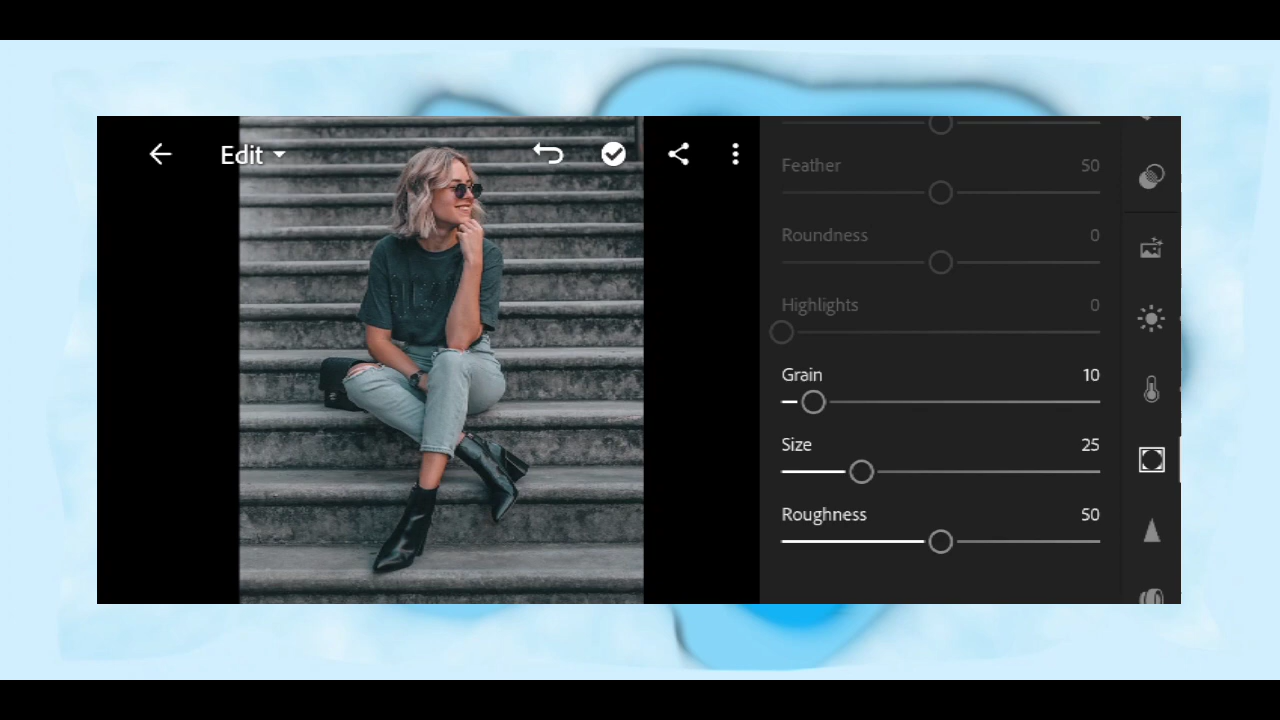 Edit
Feather 50
Roundness 0
Highlights 0
Grain 10
Size 25
Roughness 50